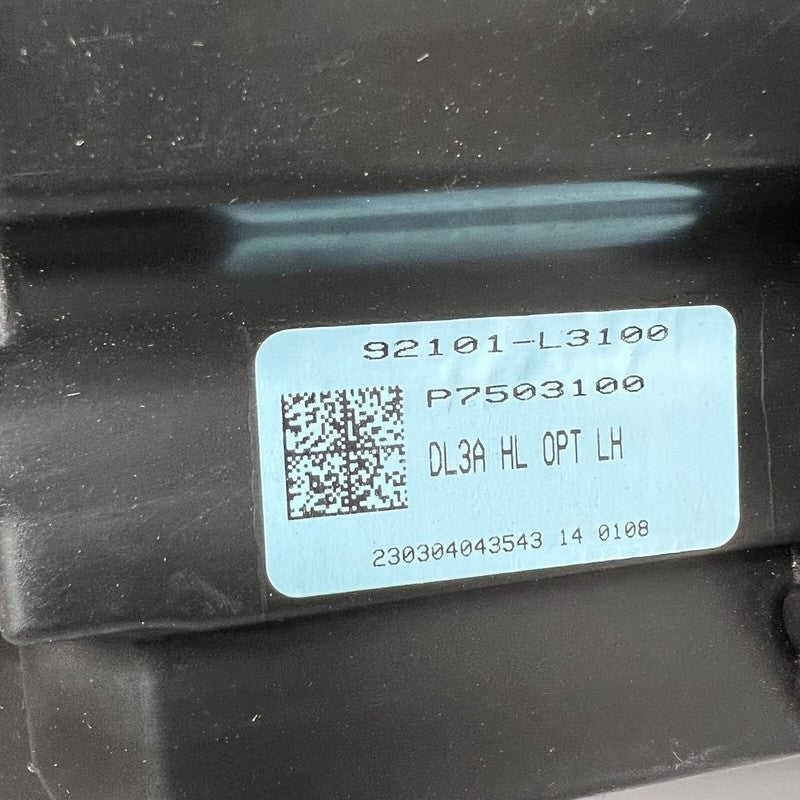 92101-L3100
P7503100
DL3A HL OPT LH
230304043543 14 0108